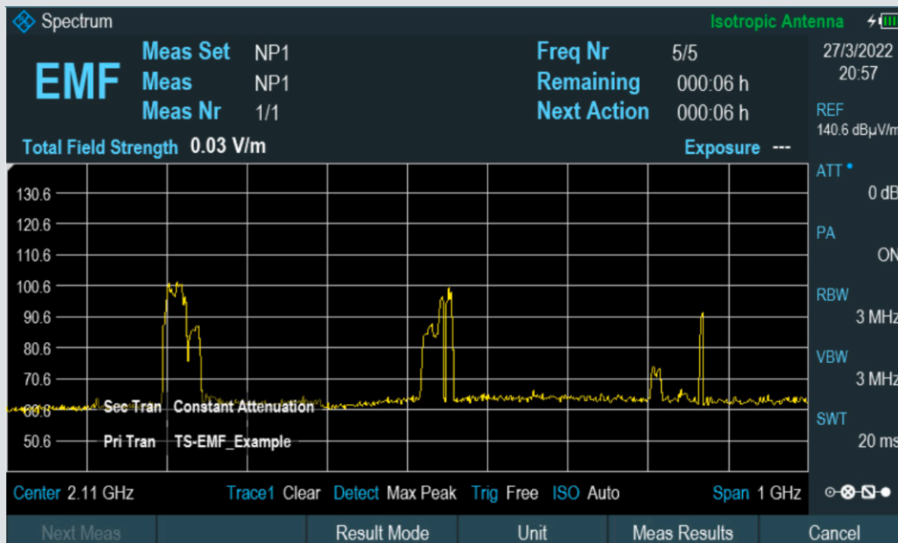 Spectrum Isotropic Antenna
EMF
Meas Set NP1 Freq Nr 5/5
Meas NP1 Remaining 000:06 h
Meas Nr 1/1 Next Action 000:06 h
Total Field Strength 0.03 V/m Exposure ---
27/3/2022
20:57
REF
140.6 dBµV/m
ATT
0 dB
PA
ON
RBW
3 MHz
VBW
3 MHz
SWT
20 ms
130.6
120.6
110.6
100.6
90.6
80.6
70.6
60.6
50.6
Sec Tran Constant Attenuation
Pri Tran TS-EMF_Example
Center 2.11 GHz Trace1 Clear Detect Max Peak Trig Free ISO Auto Span 1 GHz
Next Meas Result Mode Unit Meas Results Cancel